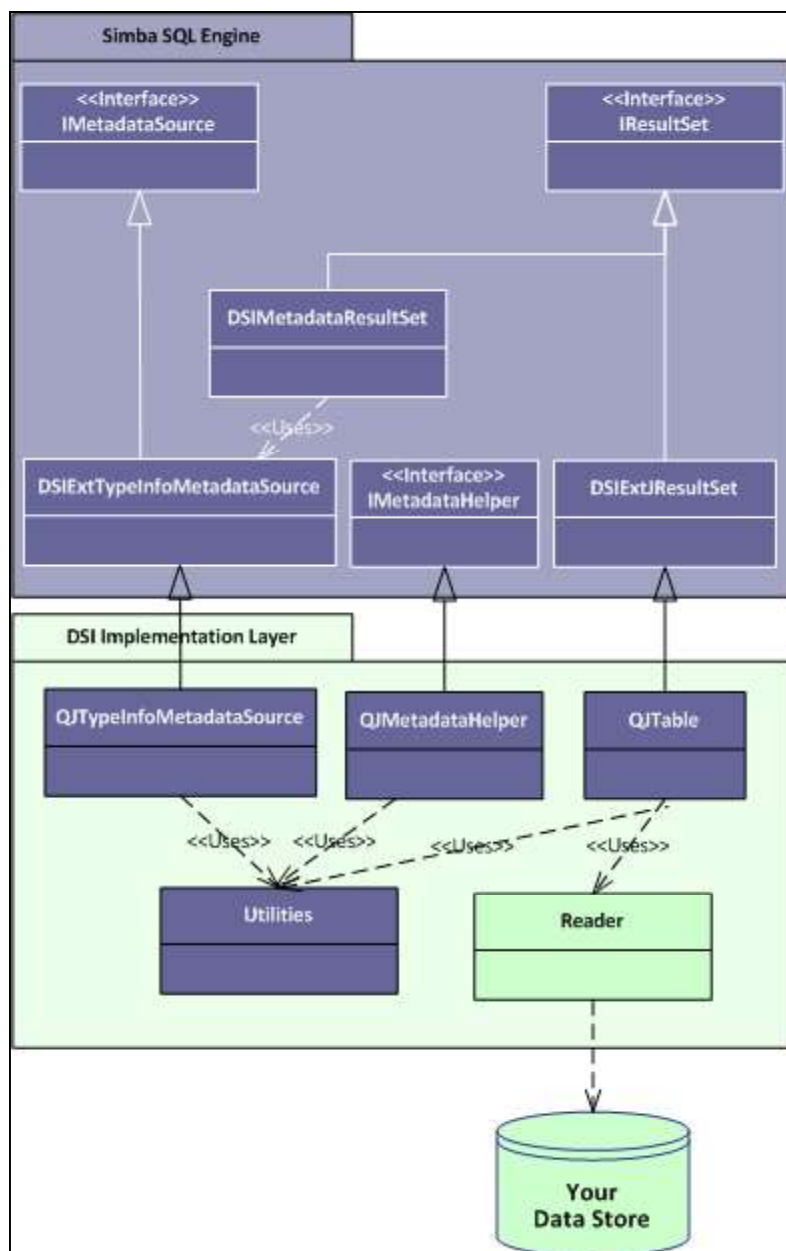 Simba SQL Engine
<<Interface>>
IMetadataSource
<<Interface>>
IResultSet
DSIMetadataResultSet
<<Uses>>
DSIExtTypeInfoMetadataSource
<<Interface>>
IMetadataHelper
DSIExtJResultSet
DSI Implementation Layer
QJTypeInfoMetadataSource
QJMetadataHelper
QJTable
<<Uses>>
<<Uses>>
<<Uses>>
<<Uses>>
Utilities
Reader
Your
Data Store